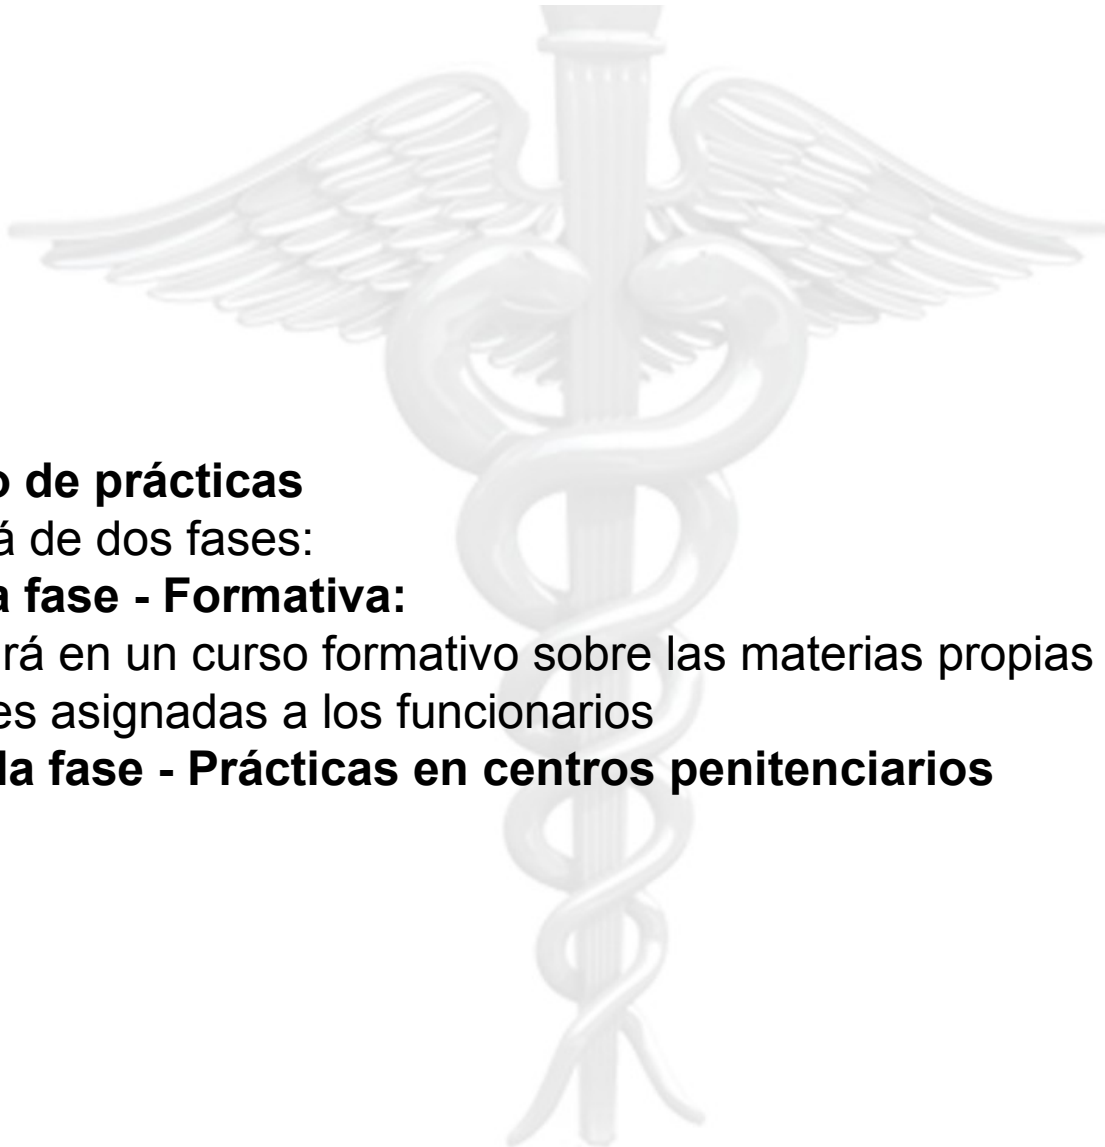 o de prácticas
á de dos fases:
a fase - Formativa:
rá en un curso formativo sobre las materias propias
es asignadas a los funcionarios
da fase - Prácticas en centros penitenciarios